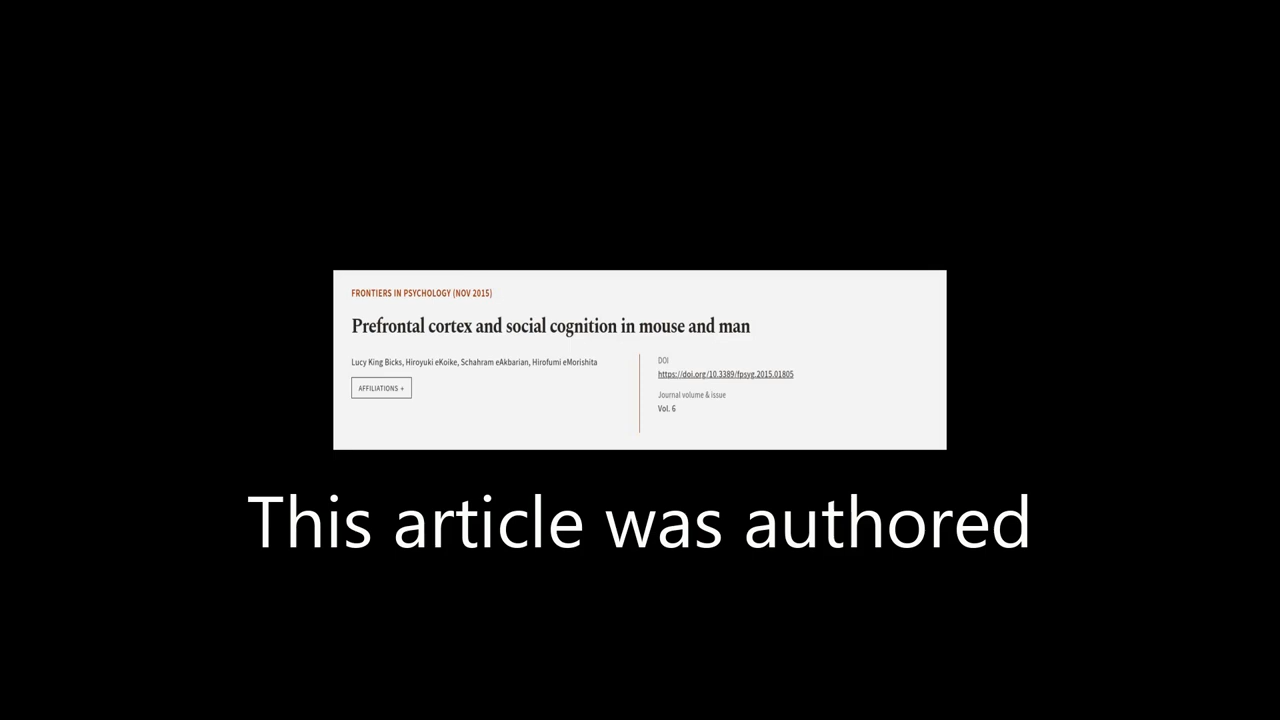 FRONTIERS IN PSYCHOLOGY (NOV 2015)
Prefrontal cortex and social cognition in mouse and man
Lucy King Bicks, Hiroyuki eKoike, Schahram eAkbarian, Hirofumi eMorishita
AFFILIATIONS +
DOI
https://doi.org/10.3389/fpsyg.2015.01805
Journal volume & issue
Vol. 6
This article was authored